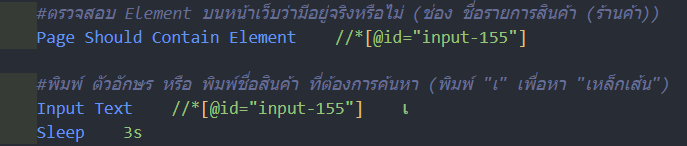 #ตรวจสอบ Element บนหน้าเว็บว่ามีอยู่จริงหรือไม่ (ช่อง ชื่อรายการสินค้า (ร้านค้า))
Page Should Contain Element    //*[@id="input-155"]
#พิมพ์ ตัวอักษร หรือ พิมพ์ชื่อสินค้า ที่ต้องการค้นหา (พิมพ์ "เ" เพื่อหา "เหล็กเส้น")
Input Text    //*[@id="input-155"]    เ
Sleep    3s